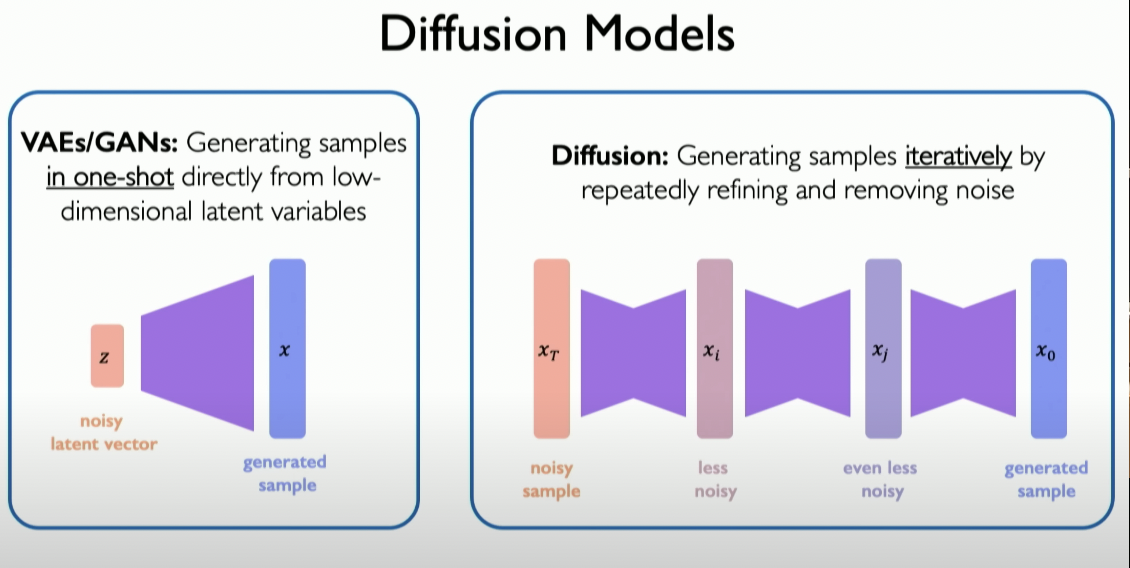 Diffusion Models
VAEs/GANs: Generating samples
in one-shot directly from low-
dimensional latent variables
z
x
noisy
latent vector
generated
sample
Diffusion: Generating samples iteratively by
repeatedly refining and removing noise
x_T
x_i
x_j
x_0
noisy
sample
less
noisy
even less
noisy
generated
sample